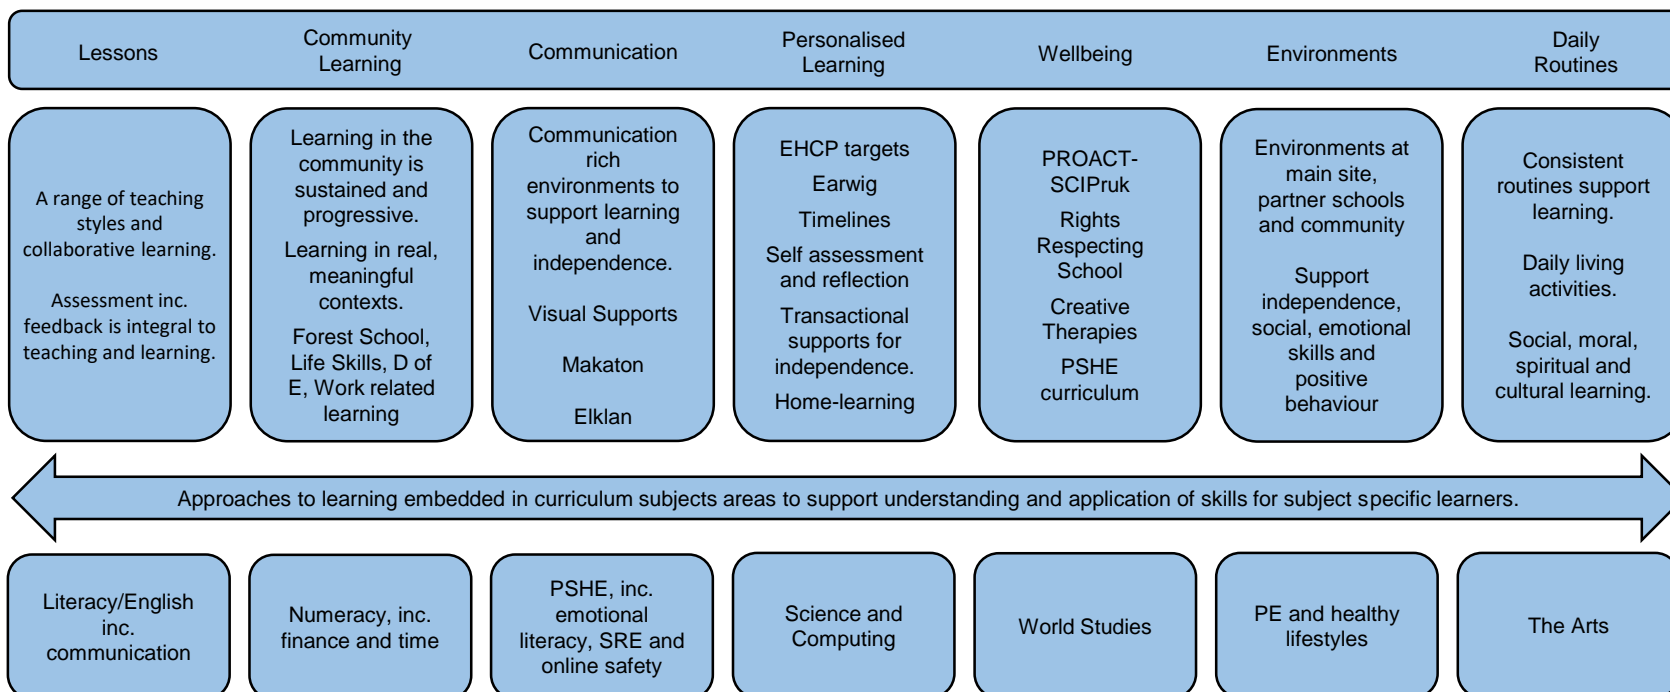 Lessons
Community
Learning
Communication
Personalised
Learning
Wellbeing
Environments
Daily
Routines
A range of teaching
styles and
collaborative learning.
Assessment inc.
feedback is integral to
teaching and learning.
Learning in the
community is
sustained and
progressive.
Learning in real,
meaningful
contexts.
Forest School,
Life Skills, D of
E, Work related
learning
Communication
rich
environments to
support learning
and
independence.
Visual Supports
Makaton
Elklan
EHCP targets
Earwig
Timelines
Self assessment
and reflection
Transactional
supports for
independence.
Home-learning
PROACT-
SCIPruk
Rights
Respecting
School
Creative
Therapies
PSHE
curriculum
Environments at
main site,
partner schools
and community
Support
independence,
social, emotional
skills and
positive
behaviour
Consistent
routines support
learning.
Daily living
activities.
Social, moral,
spiritual and
cultural learning.
Approaches to learning embedded in curriculum subjects areas to support understanding and application of skills for subject specific learners.
Literacy/English
inc.
communication
Numeracy, inc.
finance and time
PSHE, inc.
emotional
literacy, SRE and
online safety
Science and
Computing
World Studies
PE and healthy
lifestyles
The Arts